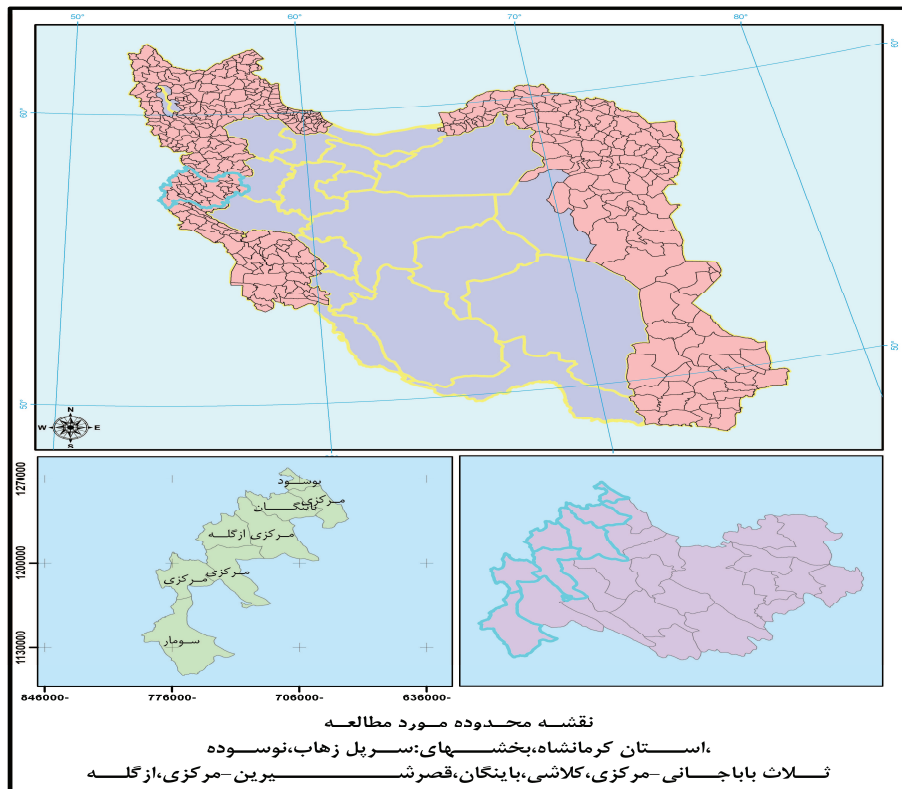 50° 60° 70° 80°
60°
60°
50°
50°
N
W E
S
1270000
1200000
1130000
نوسود
مرکزی
باینگان
مرکزی ازگله
مرکزی
مرکزی
سومار
846000- 776000- 706000- 636000-
نقشه محدوده مورد مطالعه
،استان کرمانشاه،بخشهای:سرپل زهاب،نوسوده
ثلاث باباجانی-مرکزی،کلاشی،باینگان،قصرشیرین-مرکزی،ازگله